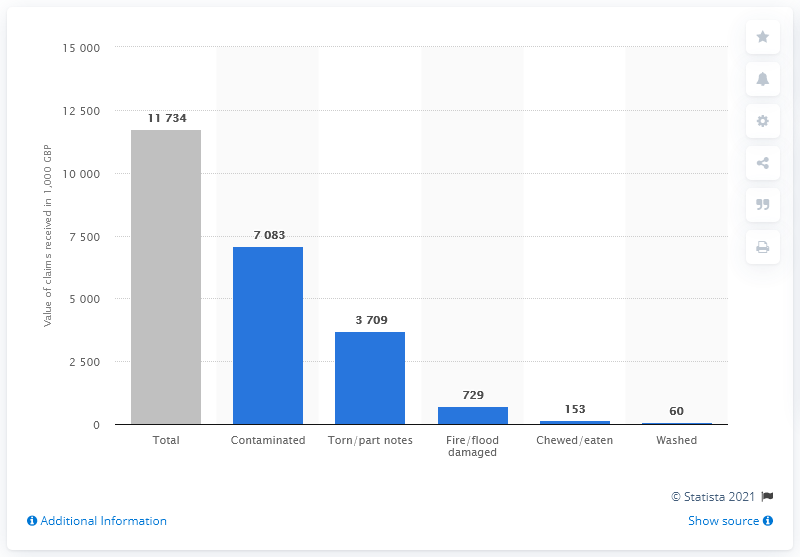 15 000
12 500
10 000
7 500
5 000
2 500
0
Value of claims received in 1,000 GBP
11 734
7 083
3 709
729
153
60
Total
Contaminated
Torn/part notes
Fire/flood
damaged
Chewed/eaten
Washed
© Statista 2021
Additional Information
Show source